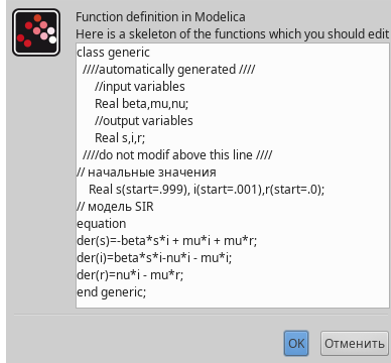 Function definition in Modelica
Here is a skeleton of the functions which you should edit
class generic
////automatically generated ////
//input variables
Real beta,mu,nu;
//output variables
Real s,i,r;
////do not modif above this line ////
// начальные значения
Real s(start=.999), i(start=.001),r(start=.0);
// модель SIR
equation
der(s)=-beta*s*i + mu*i + mu*r;
der(i)=beta*s*i-nu*i - mu*i;
der(r)=nu*i - mu*r;
end generic;
OK Отменить